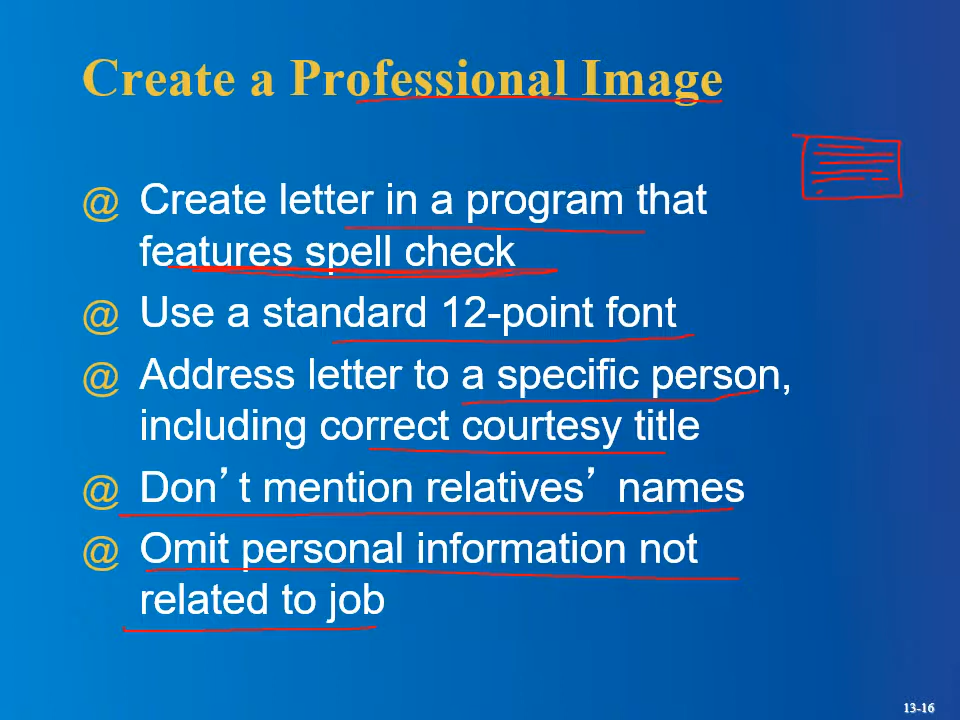 Create a Professional Image
@ Create letter in a program that
features spell check
@ Use a standard 12-point font
@ Address letter to a specific person,
including correct courtesy title
@ Don’t mention relatives’ names
@ Omit personal information not
related to job
13-16